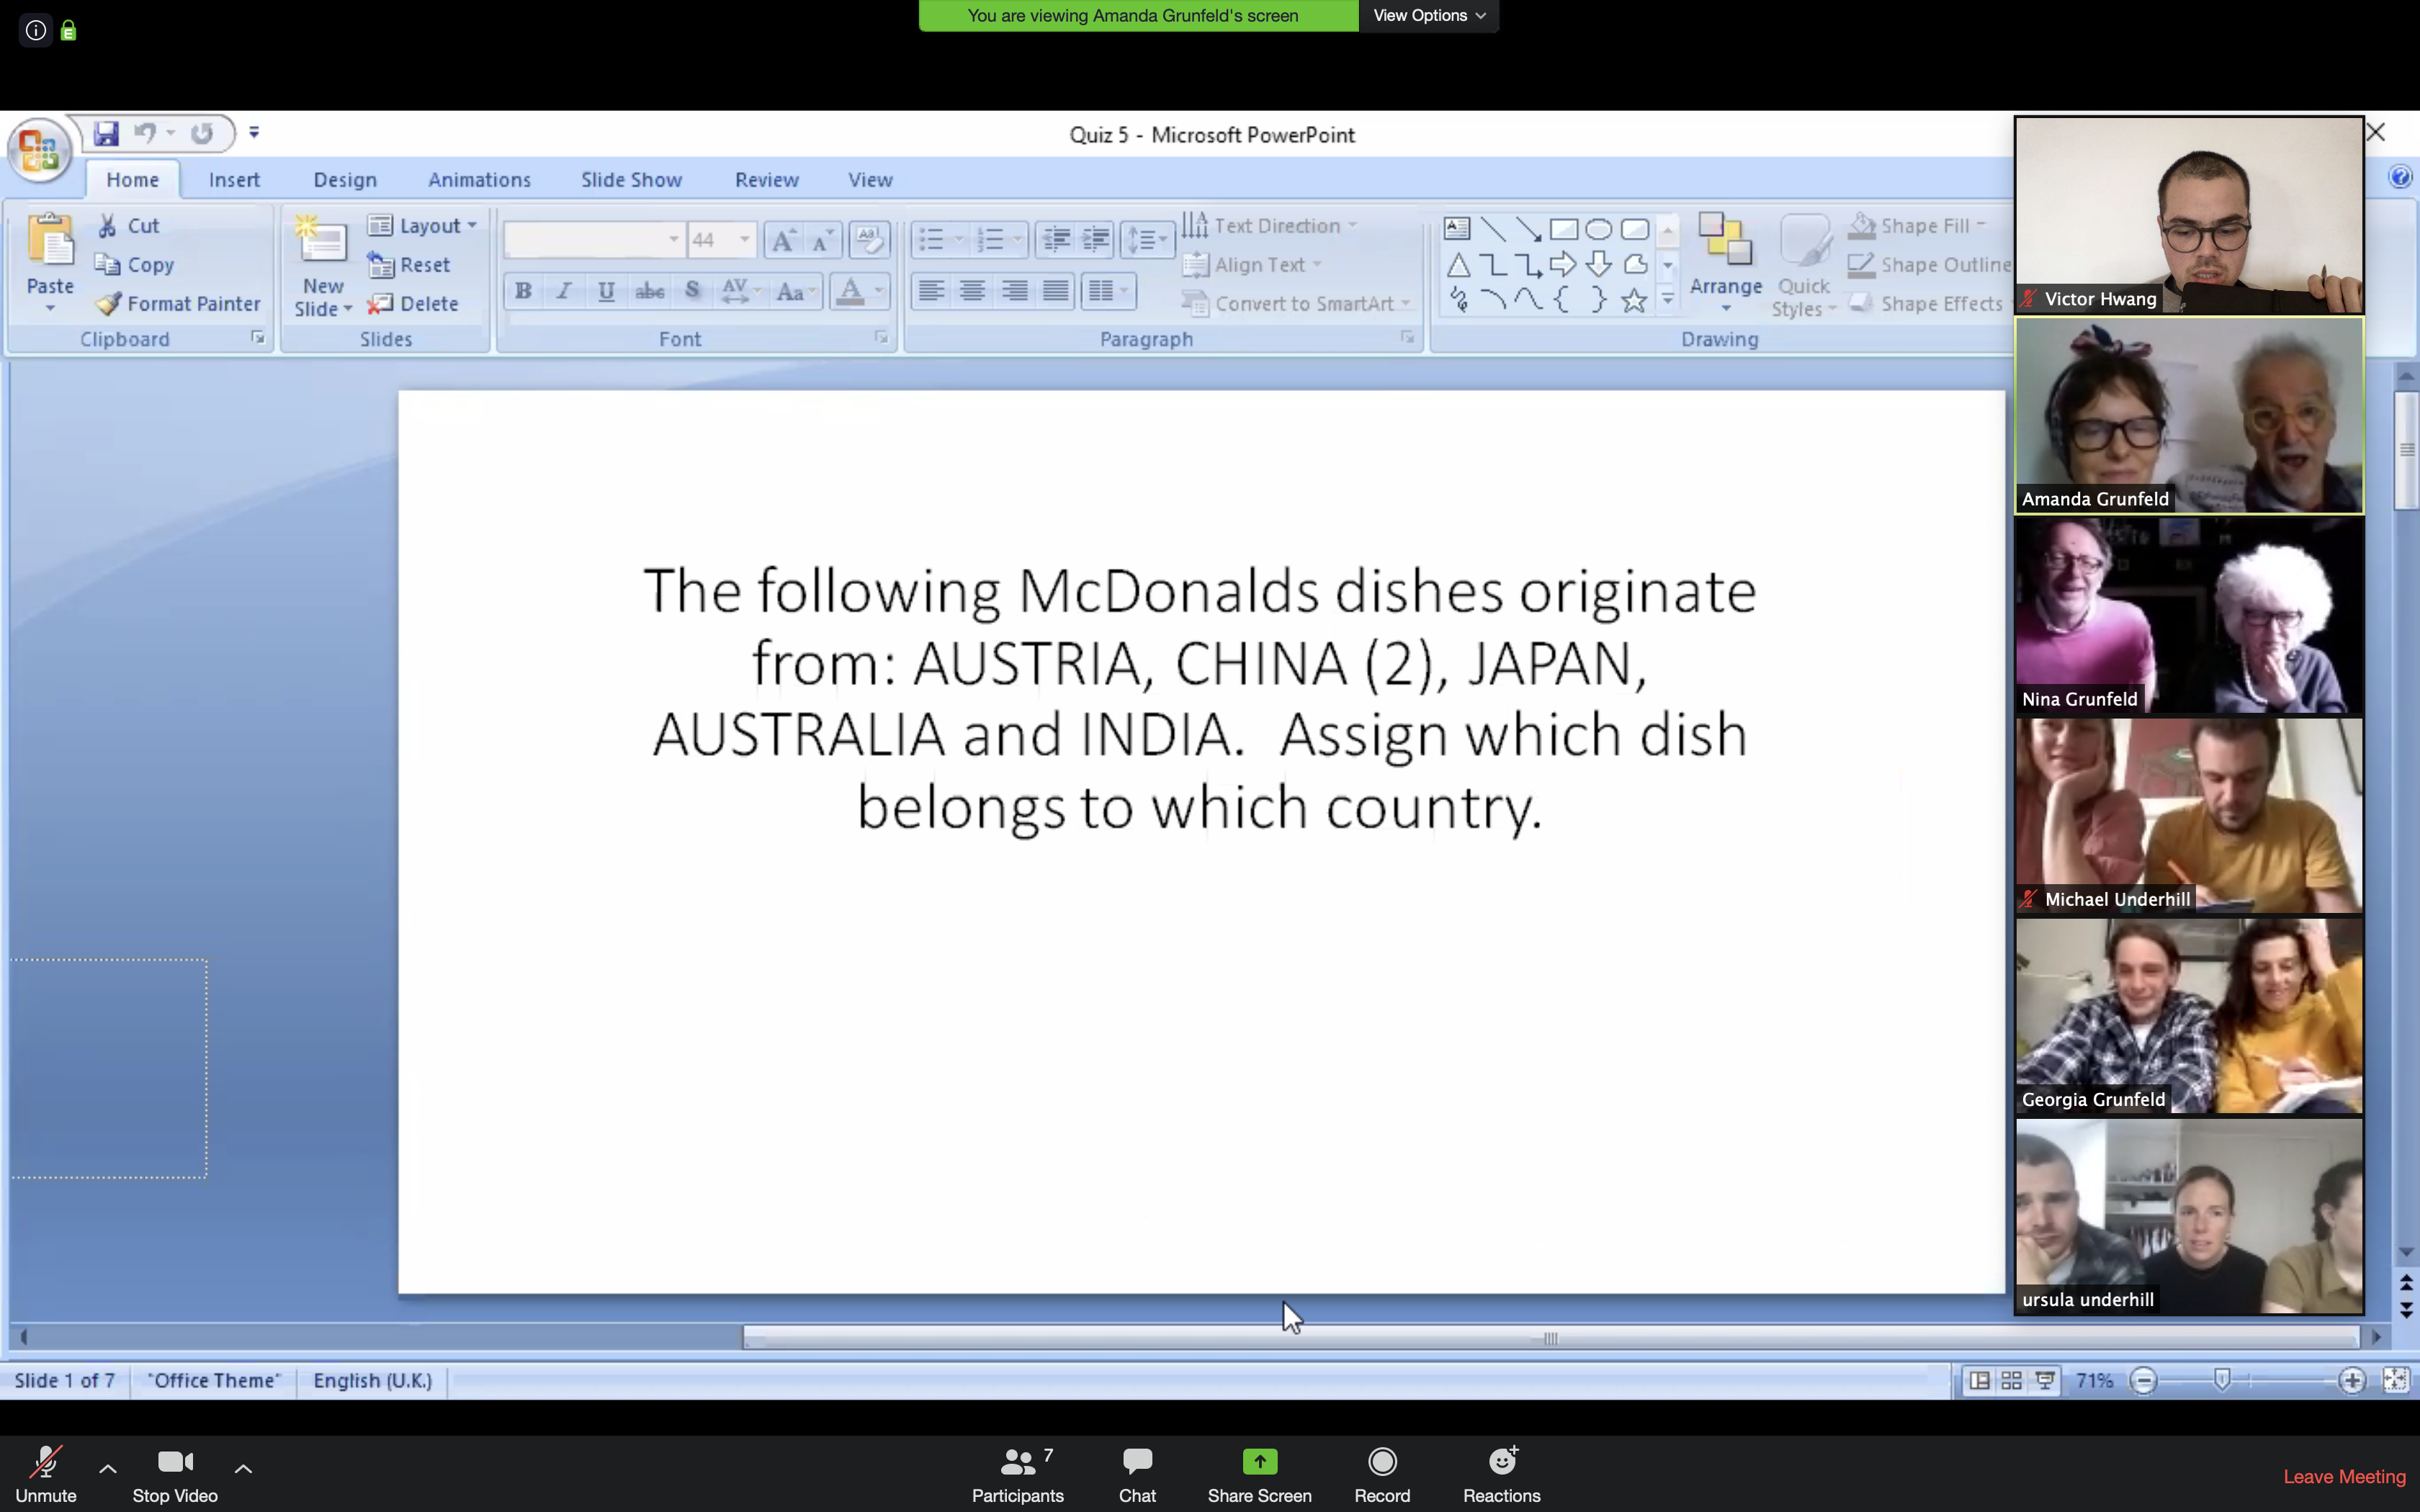 You are viewing Amanda Grunfeld's screen
View Options
Quiz 5 - Microsoft PowerPoint
Home Insert Design Animations Slide Show Review View
Paste
Cut
Copy
Format Painter
Clipboard
New Slide
Layout
Reset
Delete
Slides
44
Font
Text Direction
Align Text
Convert to SmartArt
Paragraph
Arrange
Quick Styles
Shape Fill
Shape Outline
Shape Effects
Drawing
The following McDonalds dishes originate
from: AUSTRIA, CHINA (2), JAPAN,
AUSTRALIA and INDIA. Assign which dish
belongs to which country.
Victor Hwang
Amanda Grunfeld
Nina Grunfeld
Michael Underhill
Georgia Grunfeld
ursula underhill
Slide 1 of 7 "Office Theme" English (U.K.) 71%
Unmute Stop Video Participants 7 Chat Share Screen Record Reactions Leave Meeting